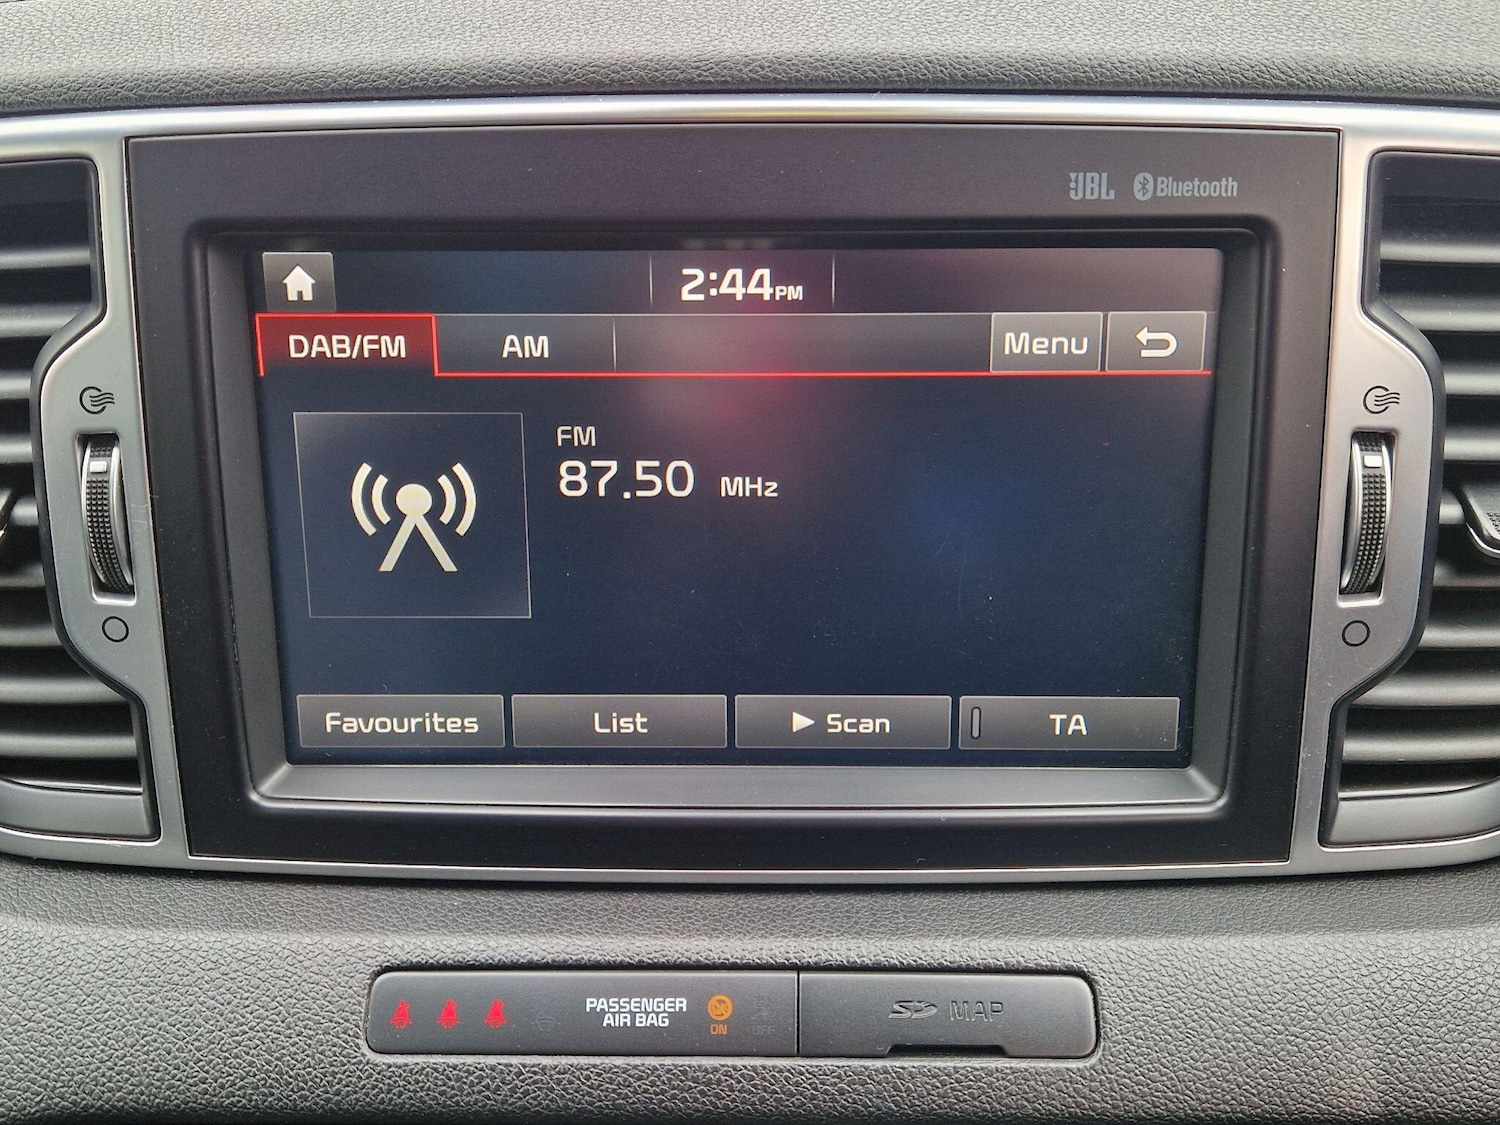 JBL Bluetooth
2:44PM
DAB/FM AM Menu
FM
87.50 MHz
Favourites List Scan TA
PASSENGER
AIR BAG
ON OFF
SD MAP